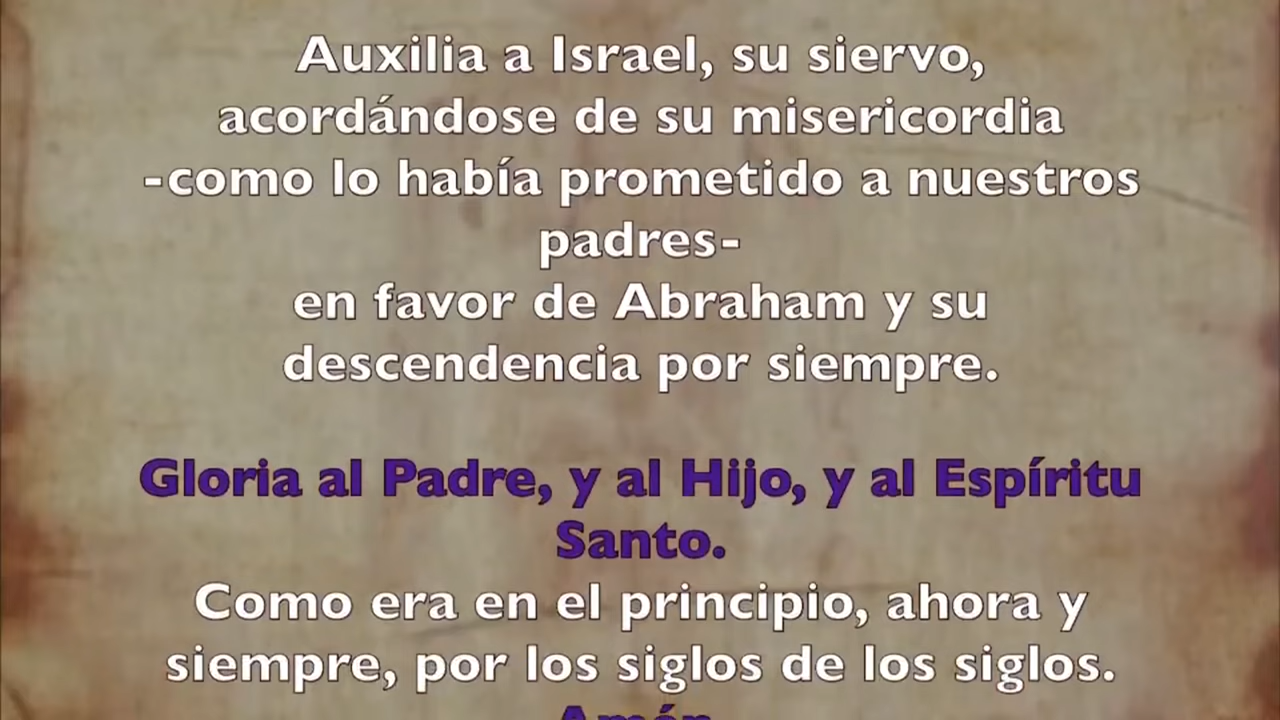 Auxilia a Israel, su siervo,
acordándose de su misericordia
-como lo había prometido a nuestros
padres-
en favor de Abraham y su
descendencia por siempre.
Gloria al Padre, y al Hijo, y al Espíritu
Santo.
Como era en el principio, ahora y
siempre, por los siglos de los siglos.
Amén.